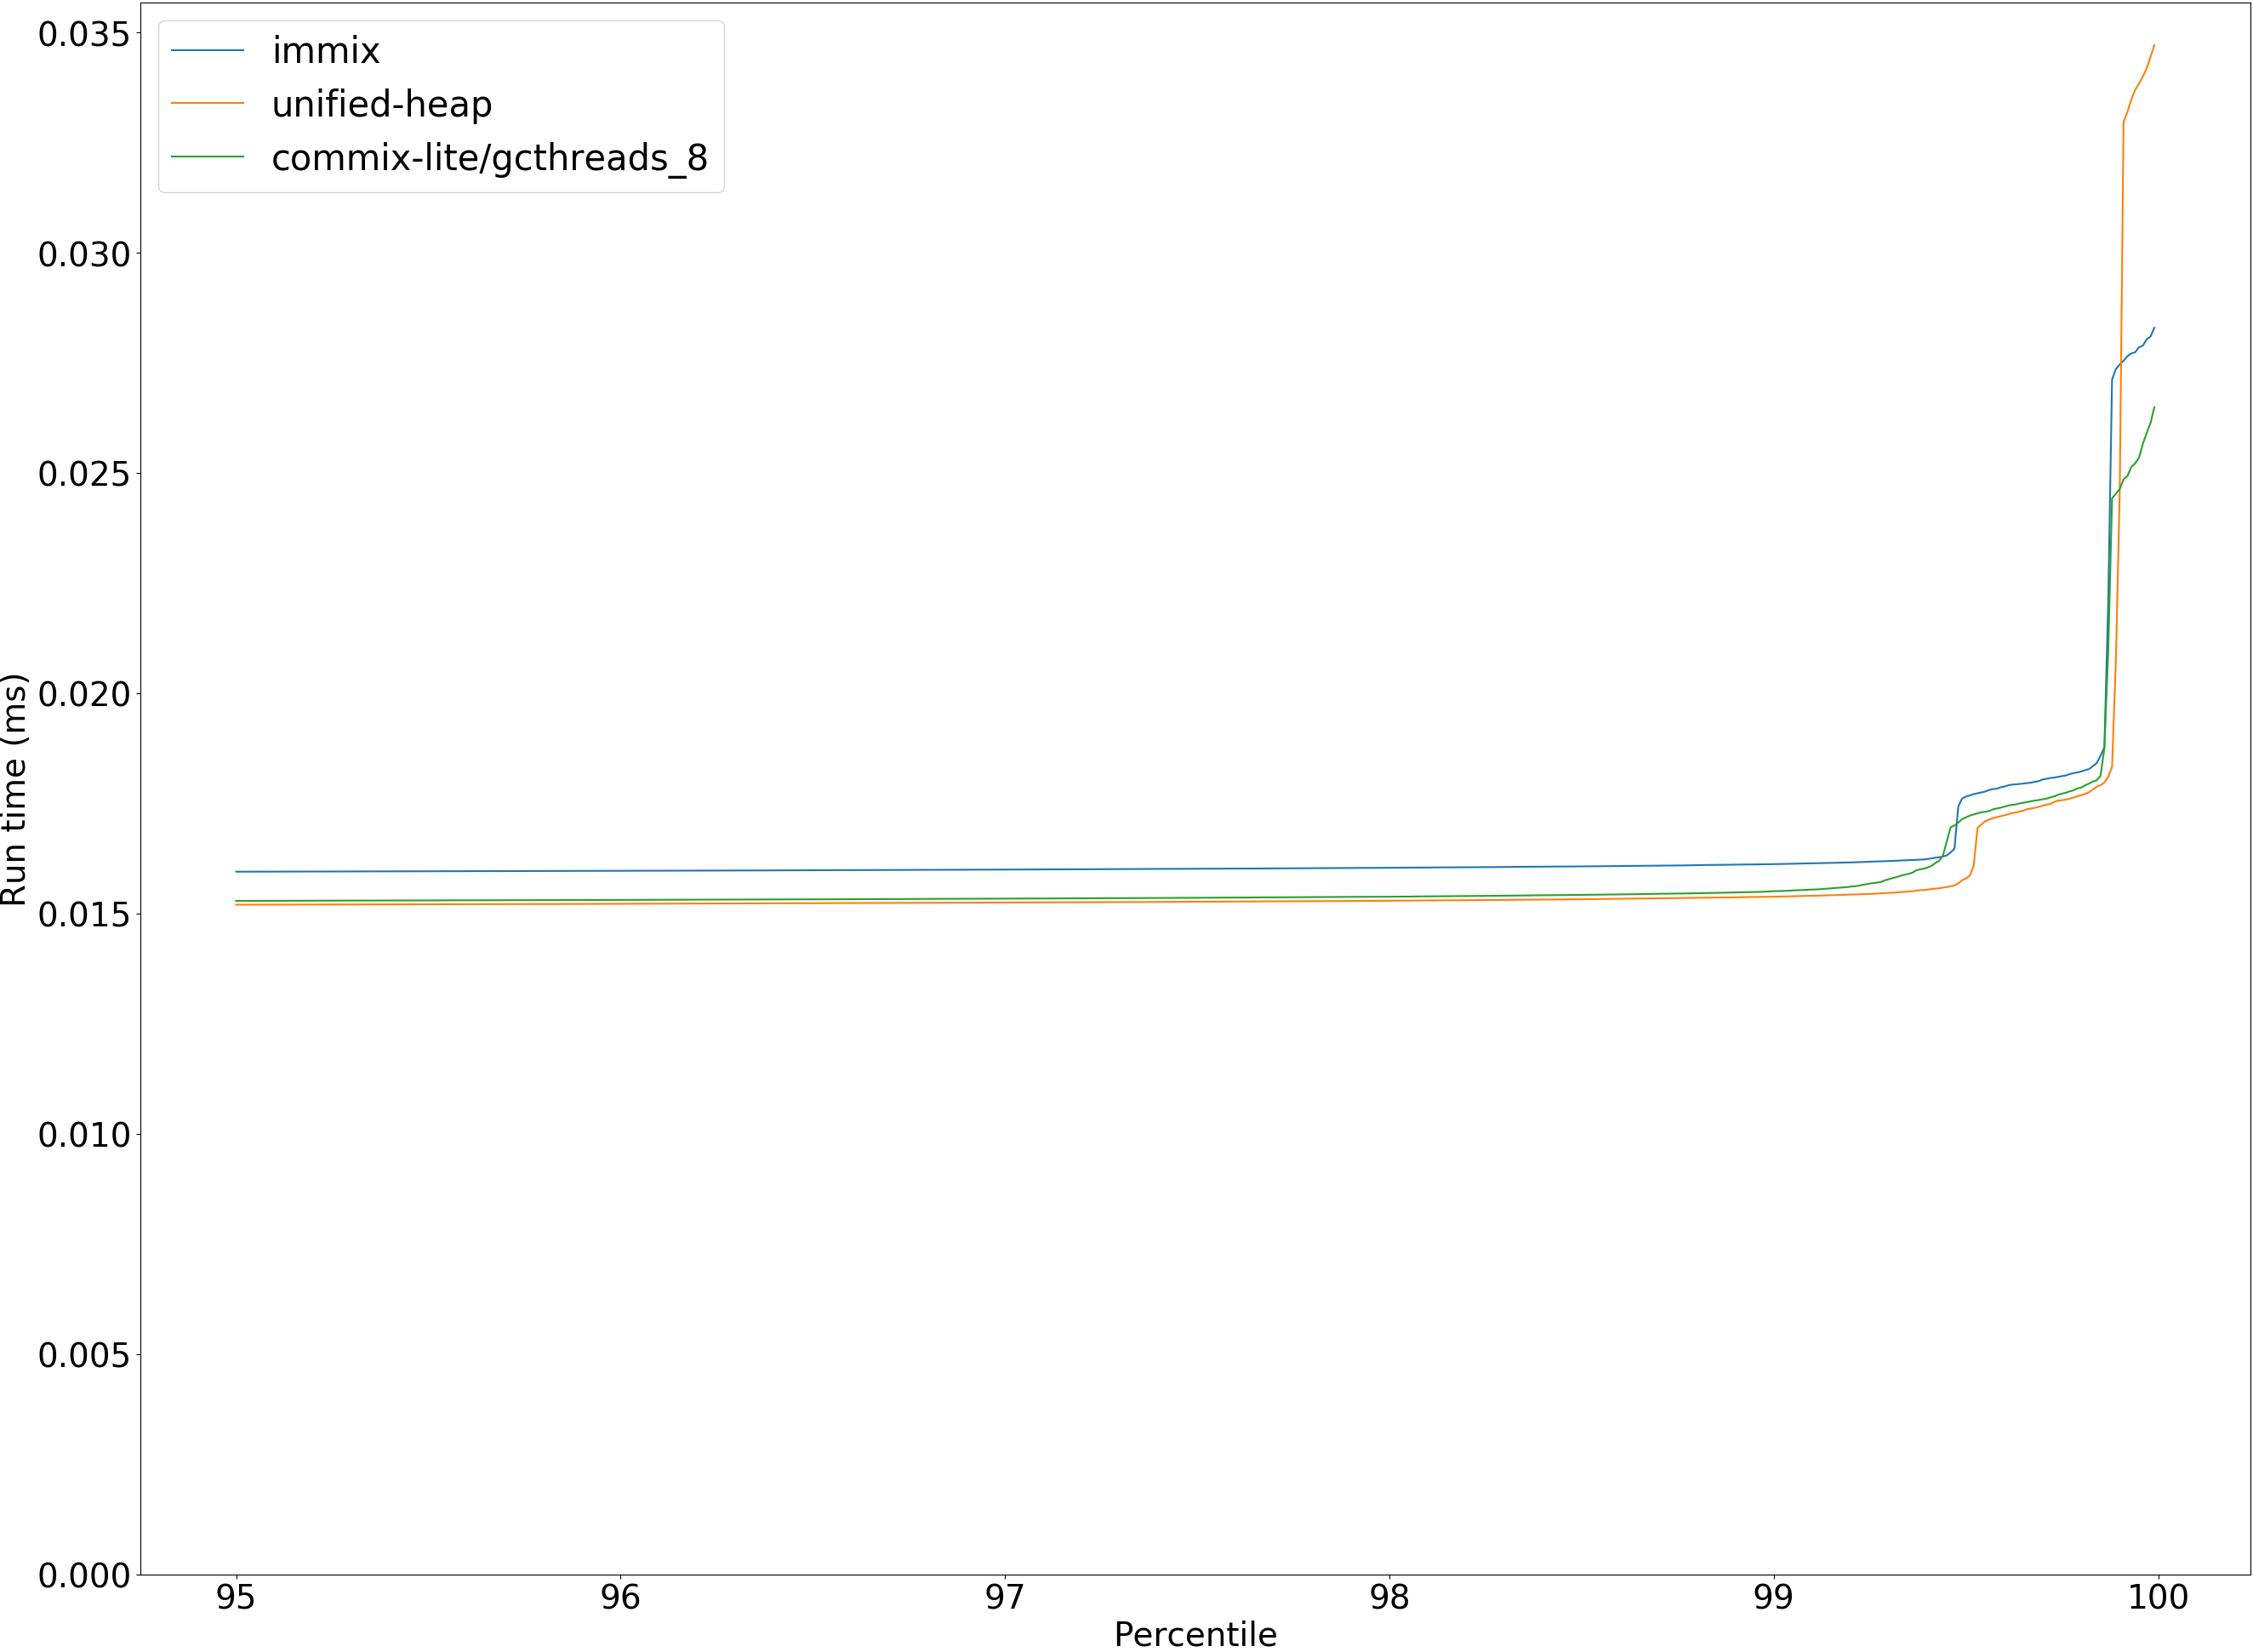 0.035
0.030
0.025
0.020
0.015
0.010
0.005
0.000
Run time (ms)
immix
unified-heap
commix-lite/gcthreads_8
95 96 97 98 99 100
Percentile